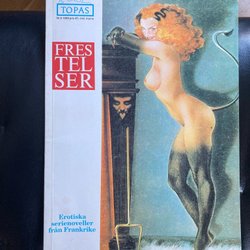 TOPAS
FRES
TEL
SER
Erotiska
serienoveller
från Frankrike